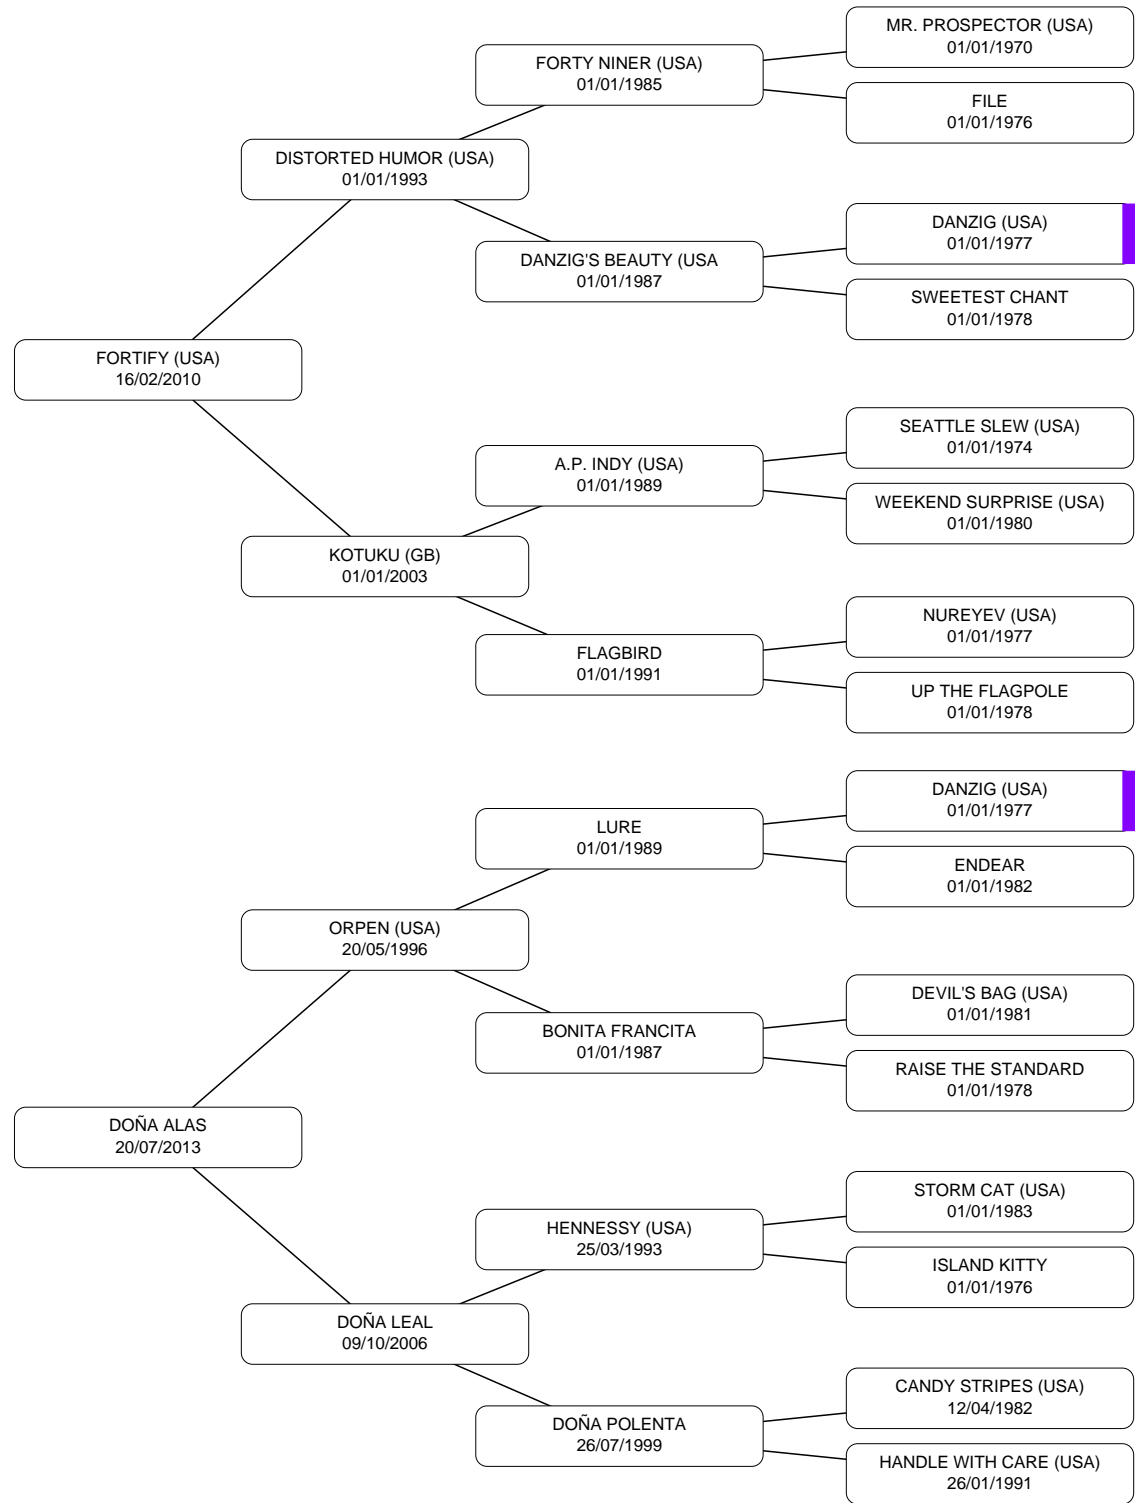 MR. PROSPECTOR (USA)
01/01/1970
FORTY NINER (USA)
01/01/1985
FILE
01/01/1976
DISTORTED HUMOR (USA)
01/01/1993
DANZIG (USA)
01/01/1977
DANZIG'S BEAUTY (USA
01/01/1987
SWEETEST CHANT
01/01/1978
FORTIFY (USA)
16/02/2010
SEATTLE SLEW (USA)
01/01/1974
A.P. INDY (USA)
01/01/1989
WEEKEND SURPRISE (USA)
01/01/1980
KOTUKU (GB)
01/01/2003
NUREYEV (USA)
01/01/1977
FLAGBIRD
01/01/1991
UP THE FLAGPOLE
01/01/1978
DANZIG (USA)
01/01/1977
LURE
01/01/1989
ENDEAR
01/01/1982
ORPEN (USA)
20/05/1996
DEVIL'S BAG (USA)
01/01/1981
BONITA FRANCITA
01/01/1987
RAISE THE STANDARD
01/01/1978
DOÑA ALAS
20/07/2013
STORM CAT (USA)
01/01/1983
HENNESSY (USA)
25/03/1993
ISLAND KITTY
01/01/1976
DOÑA LEAL
09/10/2006
CANDY STRIPES (USA)
12/04/1982
DOÑA POLENTA
26/07/1999
HANDLE WITH CARE (USA)
26/01/1991